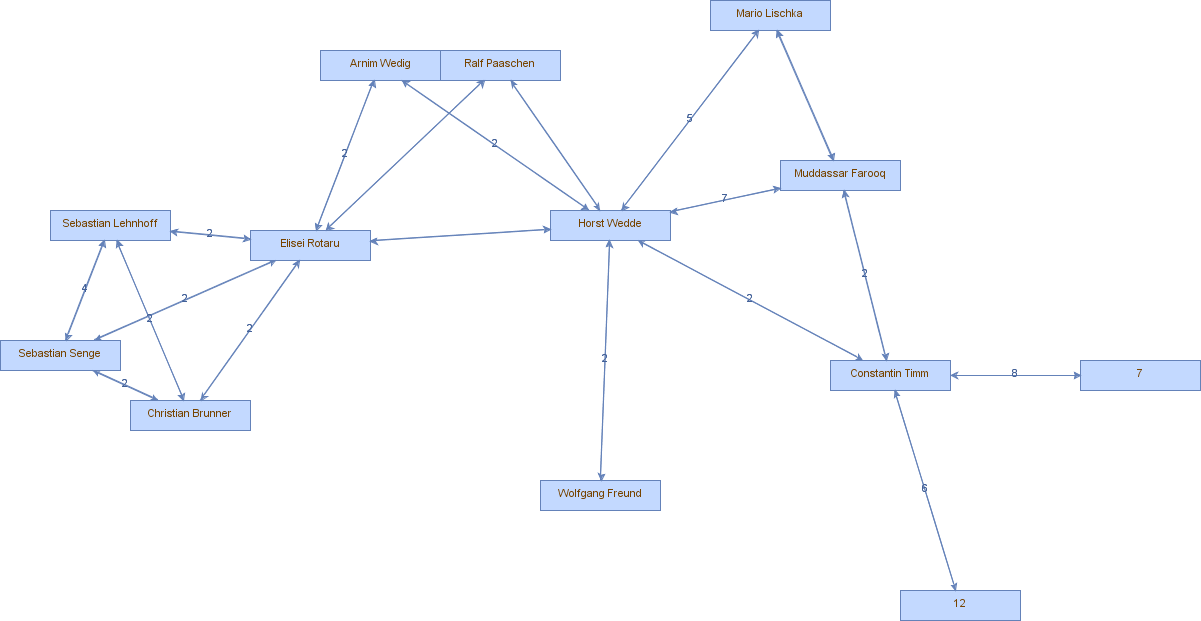 Mario Lischka
Arnim Wedig
Ralf Paaschen
5
2
2
Muddassar Farooq
7
Sebastian Lehnhoff
2
Elisei Rotaru
Horst Wedde
2
4
2
2
2
2
Sebastian Senge
2
2
Constantin Timm
8
7
Christian Brunner
Wolfgang Freund
6
12